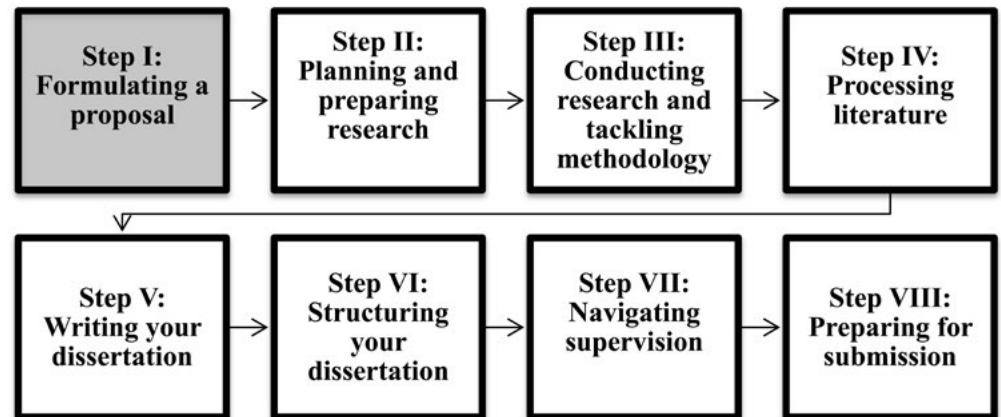 Step I:
Formulating a
proposal
Step II:
Planning and
preparing
research
Step III:
Conducting
research and
tackling
methodology
Step IV:
Processing
literature
Step V:
Writing your
dissertation
Step VI:
Structuring
your
dissertation
Step VII:
Navigating
supervision
Step VIII:
Preparing for
submission